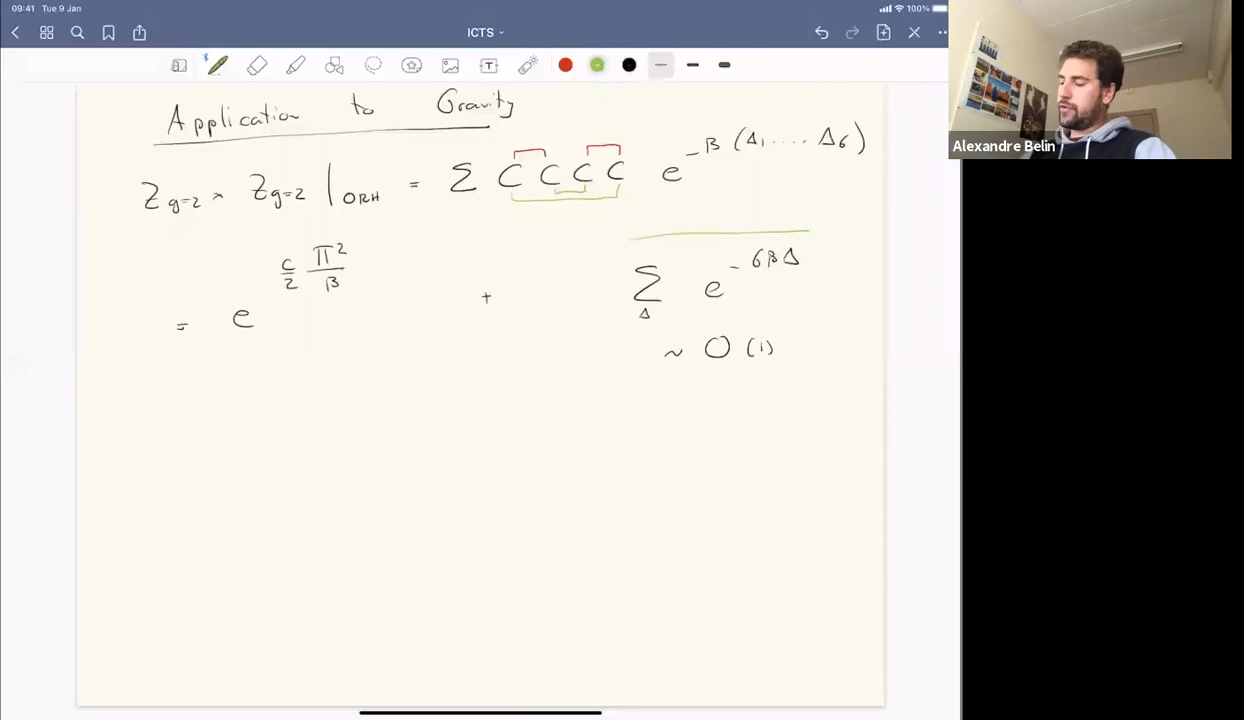 09:41 Tue 9 Jan
100%
ICTS
Alexandre Belin
Application to Gravity
Z_{g=2} × Z_{g=2} |_{ORH} = Σ C C C C e^{-β(Δ_1 .... Δ_6)}
= e^{c/2 π²/β} + Σ_Δ e^{-6βΔ}
~ O(1)